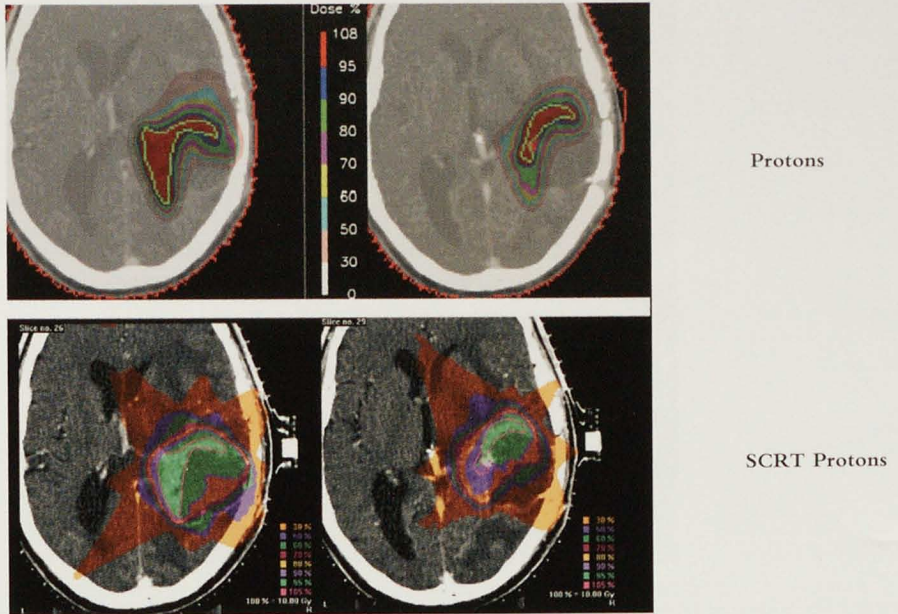 Dose %
108
95
90
80
70
60
50
30
0
Protons
Slice no. 26
Slice no. 29
SCRT Protons
30 %
50 %
60 %
70 %
80 %
90 %
95 %
105 %
100 % = 10.00 Gy
L
H
30 %
50 %
60 %
70 %
80 %
90 %
95 %
105 %
100 % = 10.00 Gy
L
H